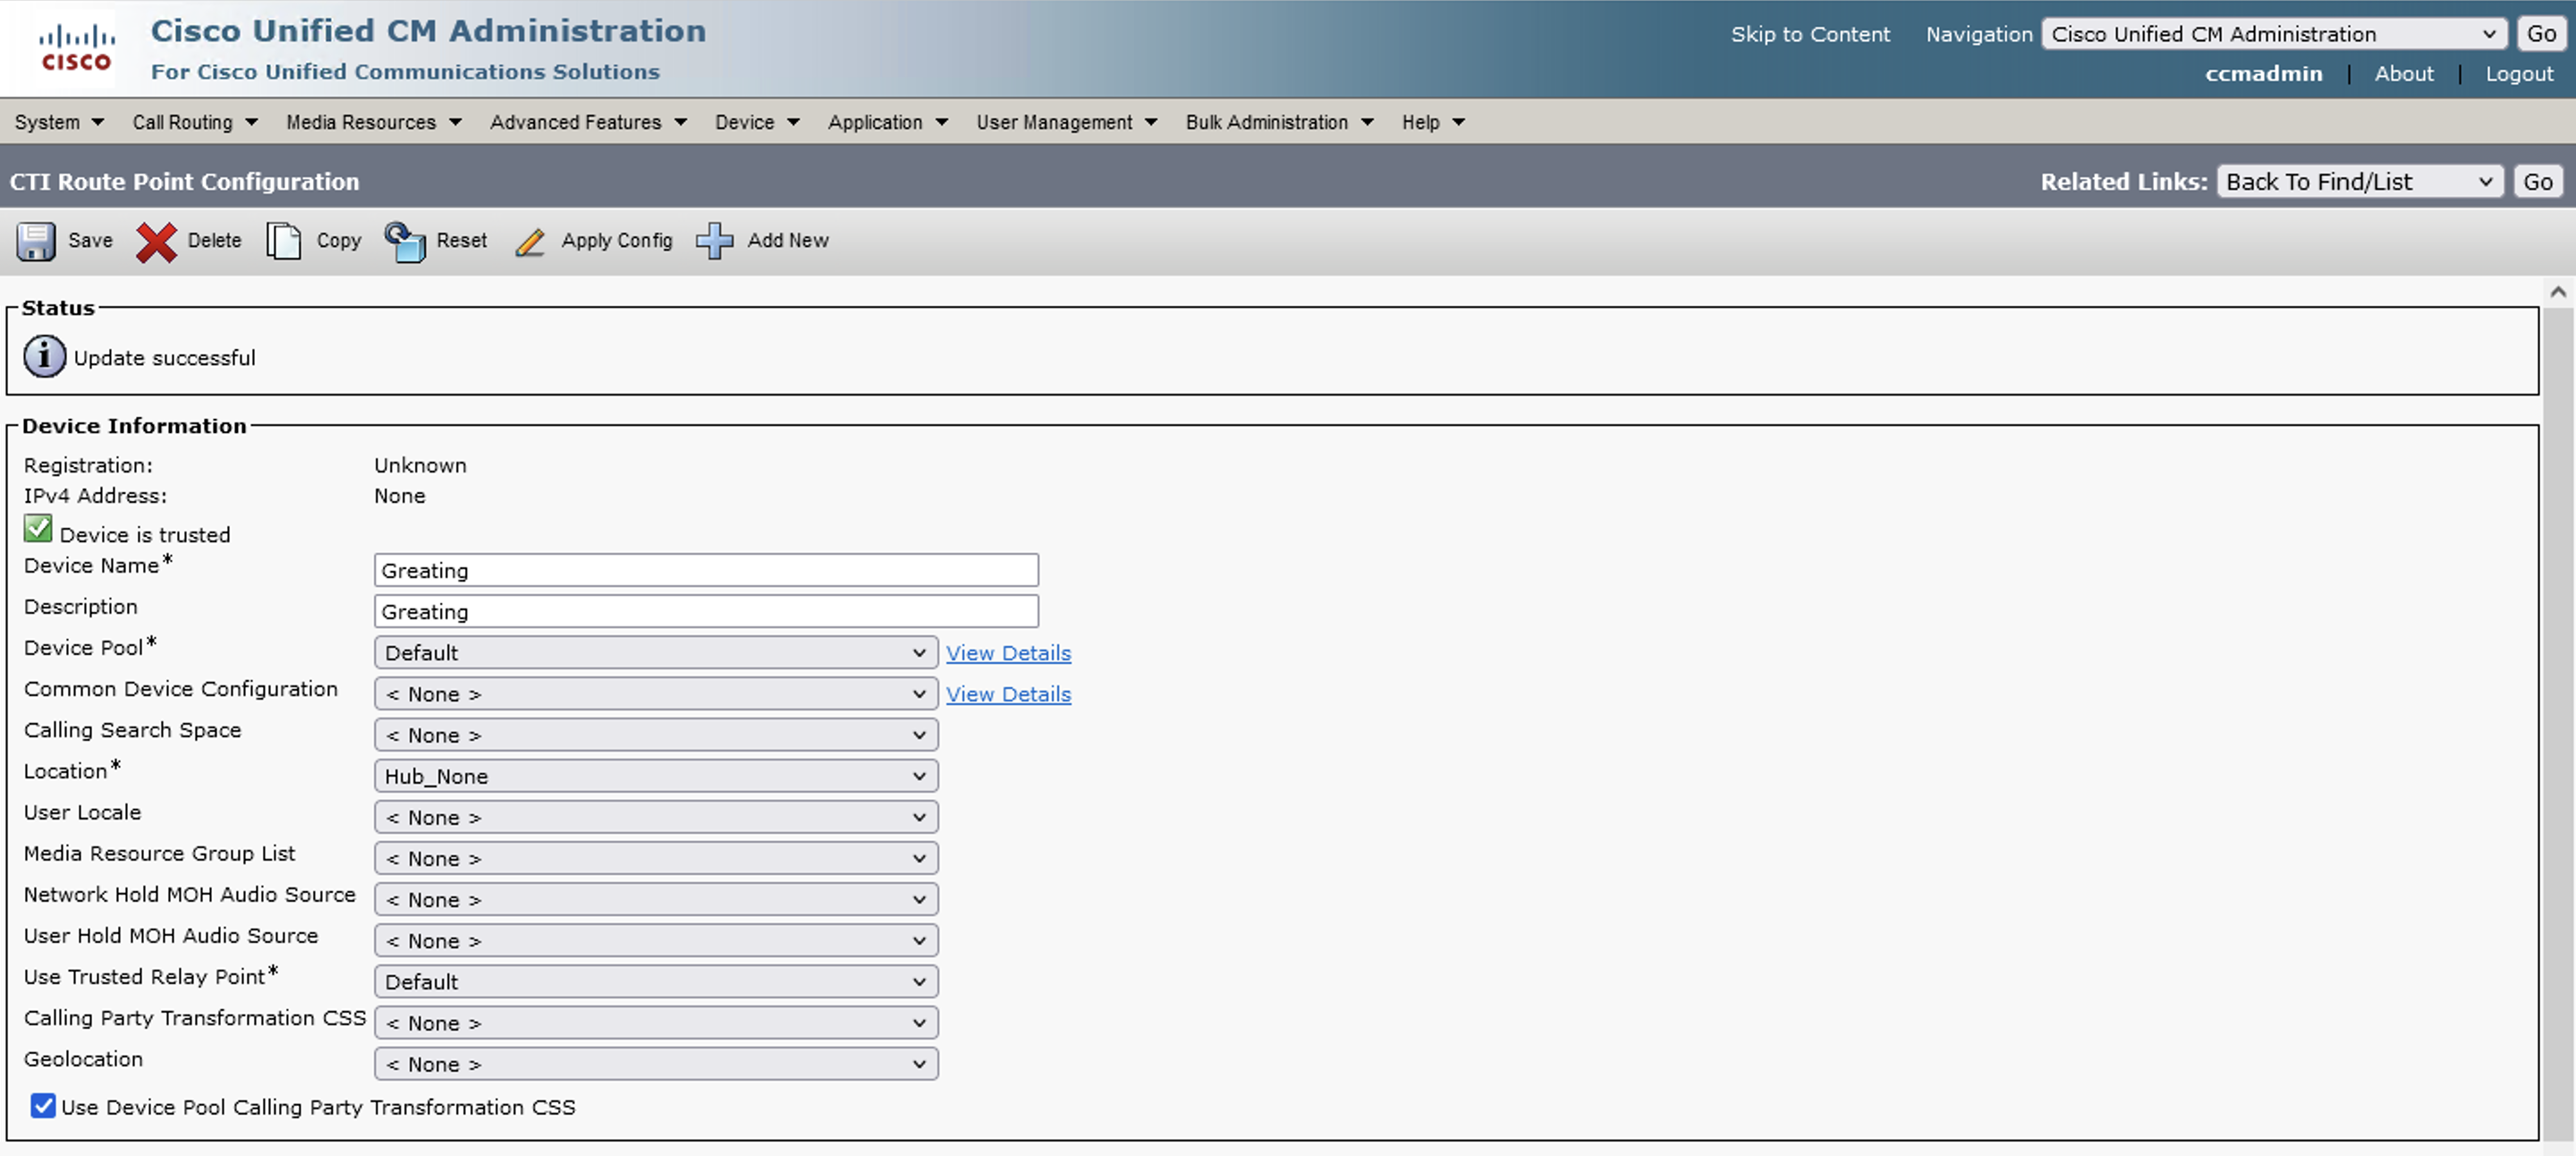 CISCO
Cisco Unified CM Administration
For Cisco Unified Communications Solutions
Skip to Content Navigation Cisco Unified CM Administration Go
ccmadmin | About | Logout
System Call Routing Media Resources Advanced Features Device Application User Management Bulk Administration Help
CTI Route Point Configuration
Related Links: Back To Find/List Go
Save Delete Copy Reset Apply Config Add New
Status
Update successful
Device Information
Registration: Unknown
IPv4 Address: None
Device is trusted
Device Name* Greating
Description Greating
Device Pool* Default View Details
Common Device Configuration < None > View Details
Calling Search Space < None >
Location* Hub_None
User Locale < None >
Media Resource Group List < None >
Network Hold MOH Audio Source < None >
User Hold MOH Audio Source < None >
Use Trusted Relay Point* Default
Calling Party Transformation CSS < None >
Geolocation < None >
Use Device Pool Calling Party Transformation CSS